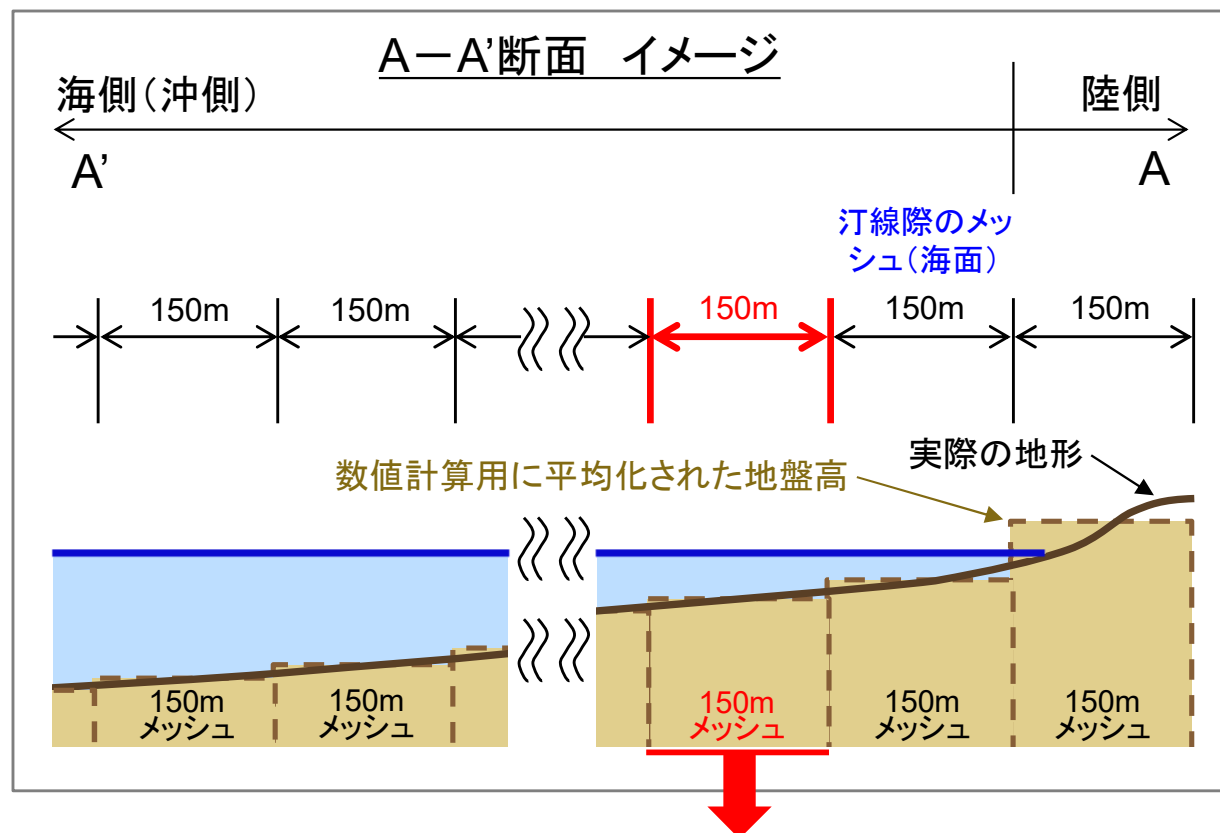 A－A’断面　イメージ
海側（沖側）
陸側
A’
A
汀線際のメッ
シュ（海面）
150m
150m
150m
150m
150m
実際の地形
数値計算用に平均化された地盤高
150m
メッシュ
150m
メッシュ
150m
メッシュ
150m
メッシュ
150m
メッシュ